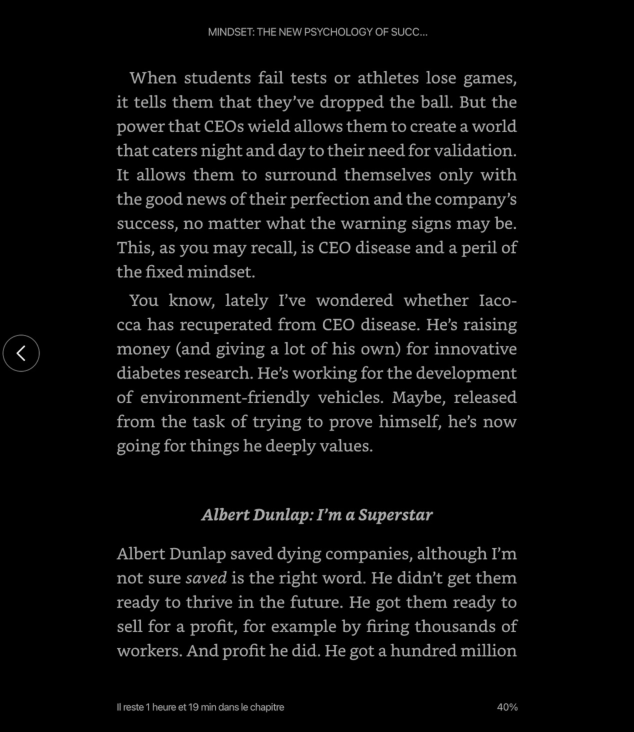 MINDSET: THE NEW PSYCHOLOGY OF SUCC...
When students fail tests or athletes lose games,
it tells them that they’ve dropped the ball. But the
power that CEOs wield allows them to create a world
that caters night and day to their need for validation.
It allows them to surround themselves only with
the good news of their perfection and the company’s
success, no matter what the warning signs may be.
This, as you may recall, is CEO disease and a peril of
the fixed mindset.
You know, lately I’ve wondered whether Iaco-
cca has recuperated from CEO disease. He’s raising
money (and giving a lot of his own) for innovative
diabetes research. He’s working for the development
of environment-friendly vehicles. Maybe, released
from the task of trying to prove himself, he’s now
going for things he deeply values.
Albert Dunlap: I’m a Superstar
Albert Dunlap saved dying companies, although I’m
not sure saved is the right word. He didn’t get them
ready to thrive in the future. He got them ready to
sell for a profit, for example by firing thousands of
workers. And profit he did. He got a hundred million
Il reste 1 heure et 19 min dans le chapitre
40%